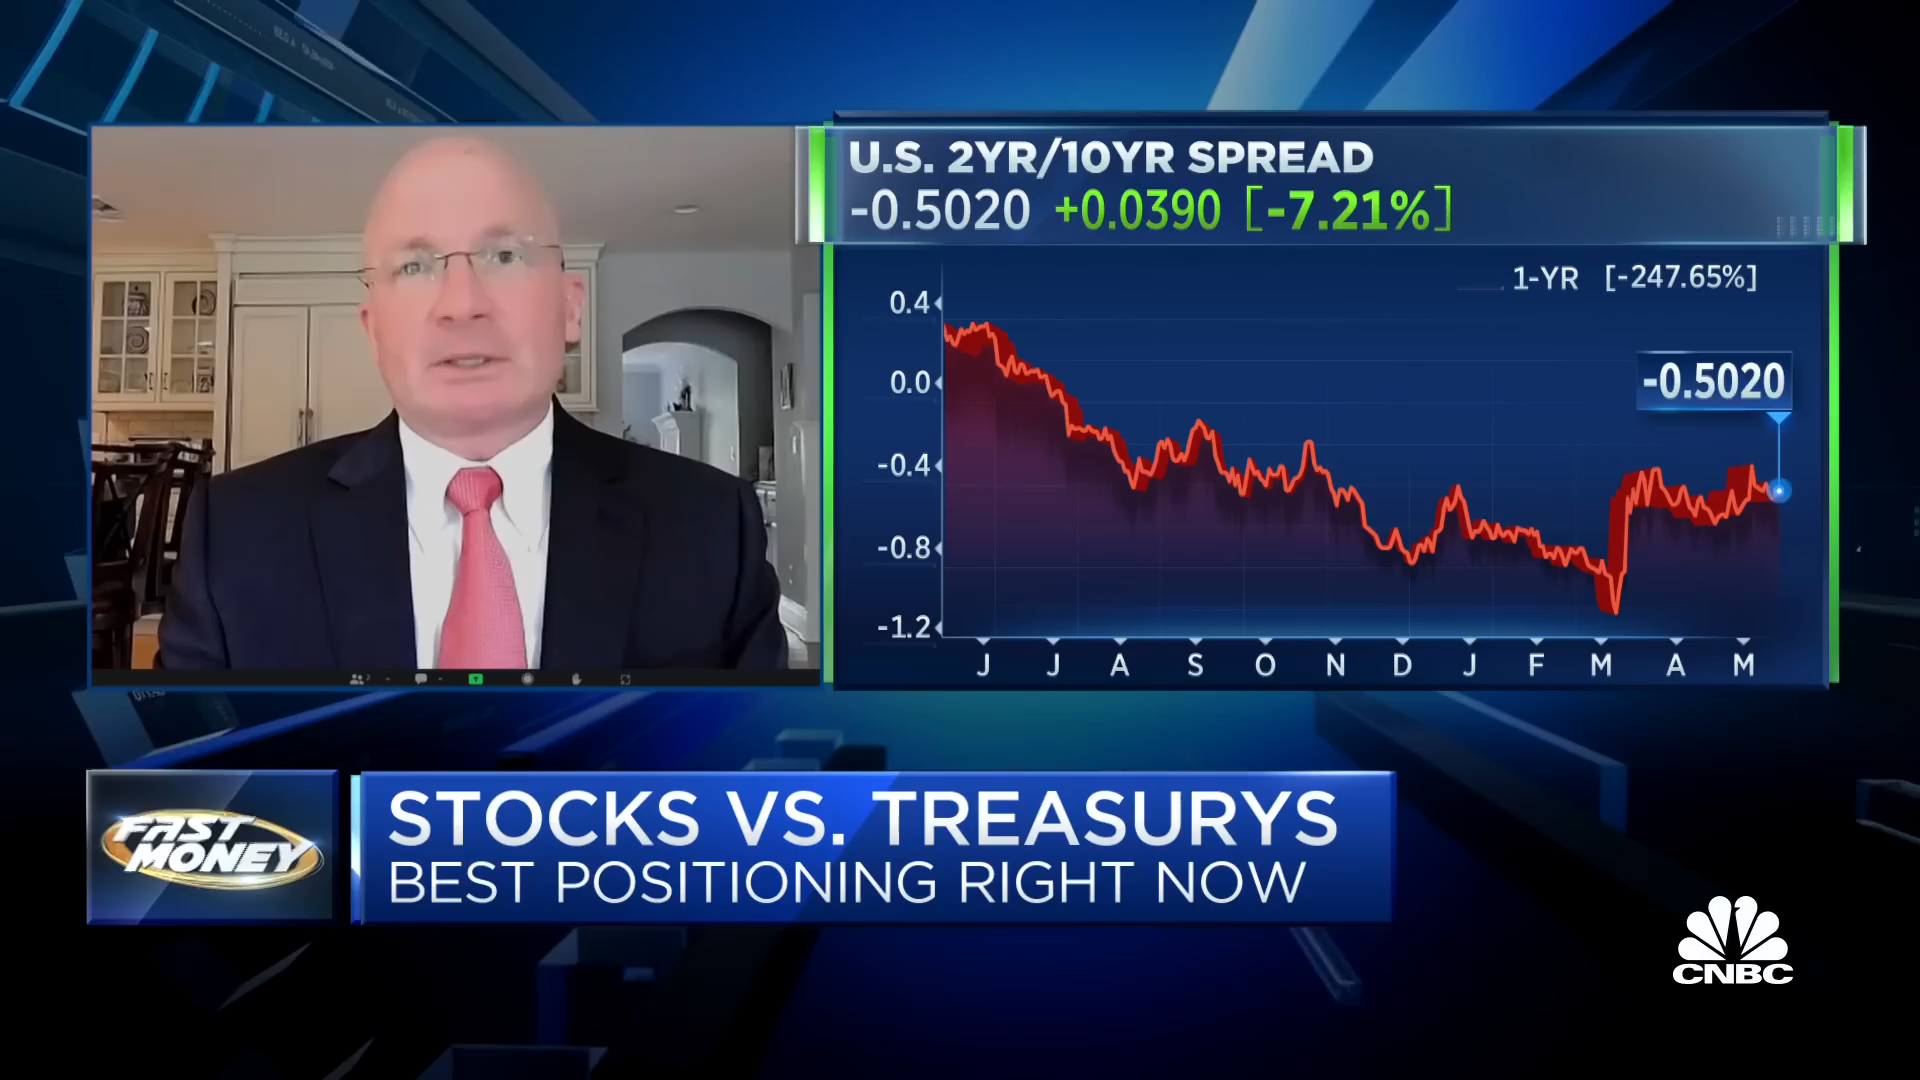 U.S. 2YR/10YR SPREAD
-0.5020 +0.0390 [-7.21%]
1-YR [-247.65%]
0.4
0.0
-0.4
-0.8
-1.2
-0.5020
J J A S O N D J F M A M
2
FAST
MONEY
STOCKS VS. TREASURYS
BEST POSITIONING RIGHT NOW
CNBC